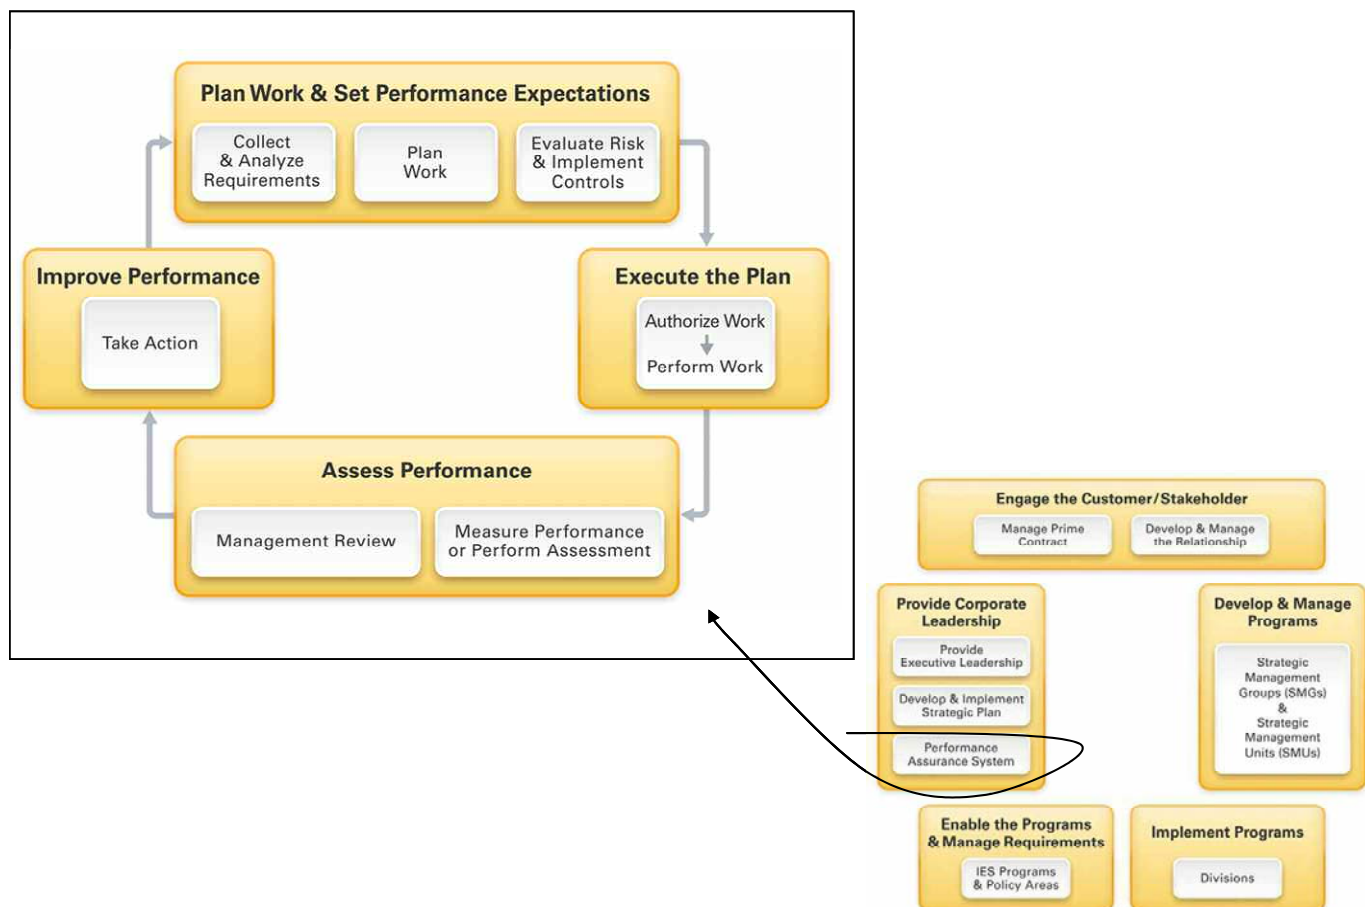 Plan Work & Set Performance Expectations
Collect
& Analyze
Requirements
Plan
Work
Evaluate Risk
& Implement
Controls
Improve Performance
Take Action
Execute the Plan
Authorize Work
Perform Work
Assess Performance
Management Review
Measure Performance
or Perform Assessment
Engage the Customer/Stakeholder
Manage Prime
Contract
Develop & Manage
the Relationship
Provide Corporate
Leadership
Provide
Executive Leadership
Develop & Implement
Strategic Plan
Performance
Assurance System
Develop & Manage
Programs
Strategic
Management
Groups (SMGs)
&
Strategic
Management
Units (SMUs)
Enable the Programs
& Manage Requirements
IES Programs
& Policy Areas
Implement Programs
Divisions